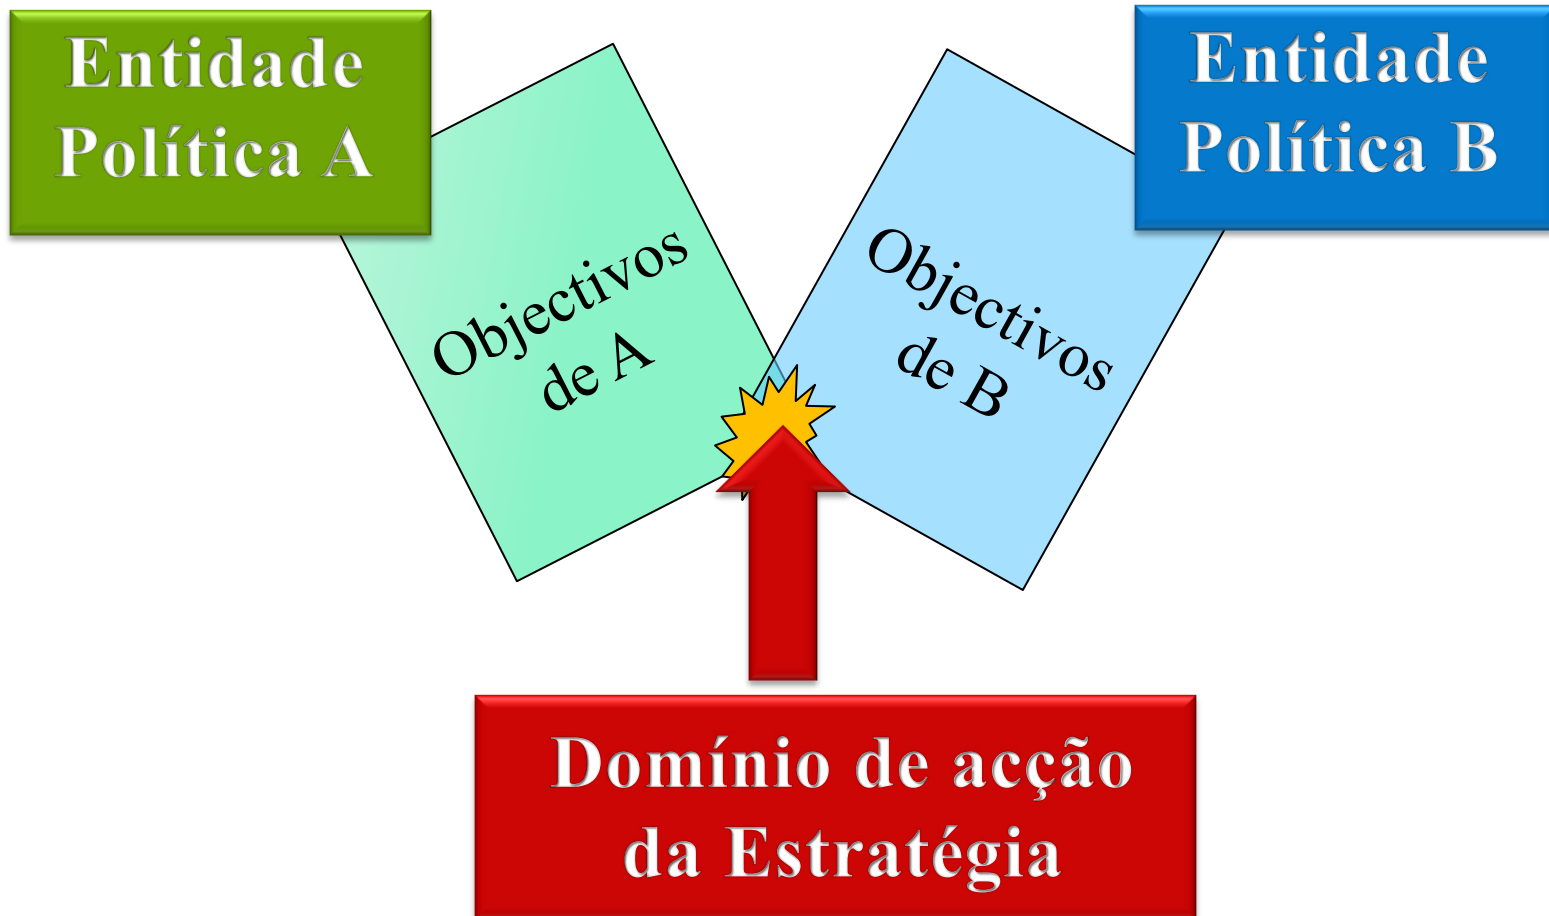 Entidade
Política A
Entidade
Política B
Objectivos
de A
Objectivos
de B
Domínio de acção
da Estratégia